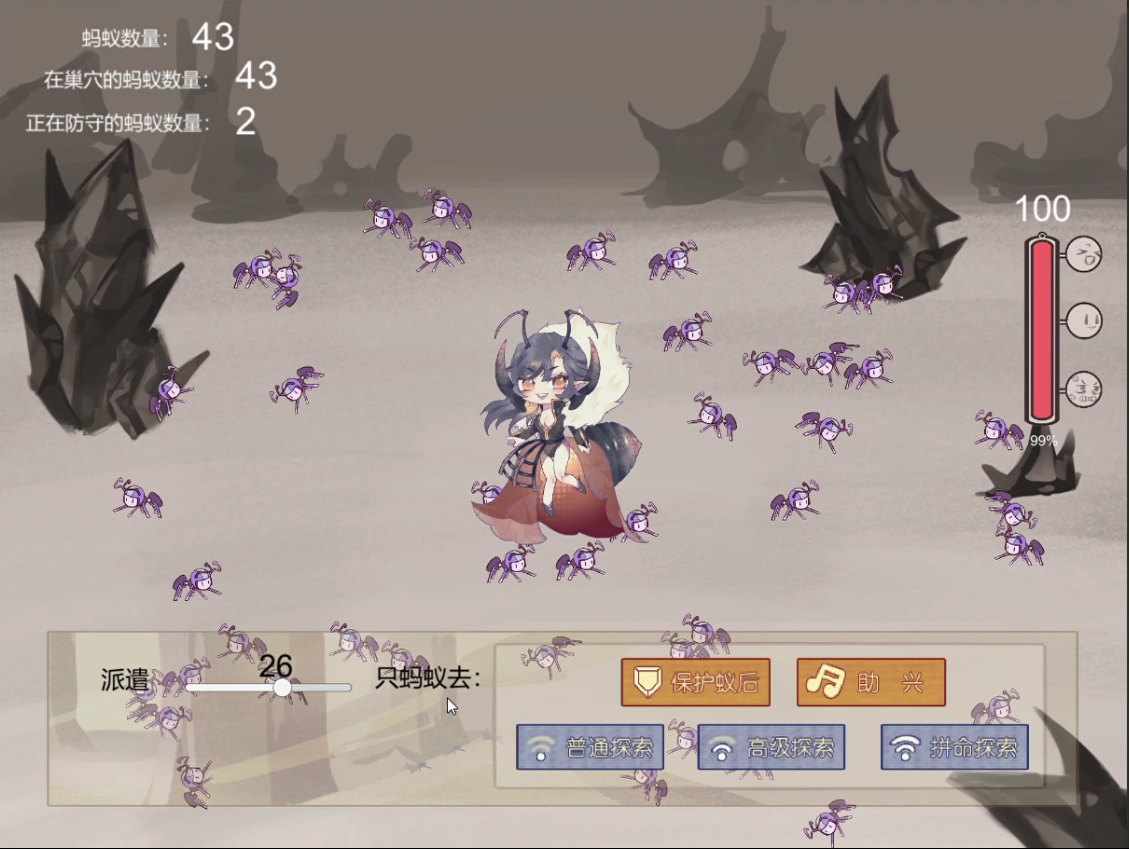 蚂蚁数量： 43
在巢穴的蚂蚁数量： 43
正在防守的蚂蚁数量： 2
100
99%
派遣 26 只蚂蚁去：
保护蚁后
助 兴
普通探索
高级探索
拼命探索